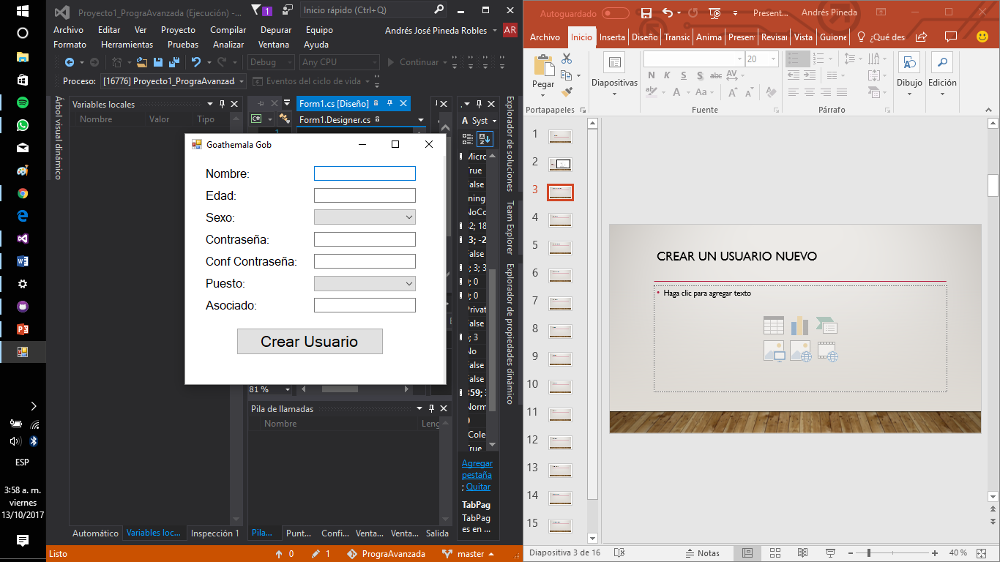 Proyecto1_PrograAvanzada (Ejecución) -...
1
Inicio rápido (Ctrl+Q)
Archivo Editar Ver Proyecto Compilar Depurar Equipo
Andrés José Pineda Robles
AR
Formato Herramientas Pruebas Analizar Ventana Ayuda
Debug Any CPU Continuar
Proceso: [16776] Proyecto1_PrograAvanzad
Eventos del ciclo de vida
Árbol visual dinámico
Variables locales
Nombre Valor Tipo
Form1.cs [Diseño]
Form1.Designer.cs
C#
1
A Syst
Micro
True
False
ning
NoCo
-2; 18
3; -2
False
; 3; 3
; 0
; 0
Privat
False
; 3
No
False
False
359; 3
Norm
)
Cole
True
Agregar
pestaña
; Quitar
TabPag
TabPag
es en ...
Explorador de soluciones
Team Explorer
Explorador de propiedades dinámico
Goathemala Gob
Nombre:
Edad:
Sexo:
Contraseña:
Conf Contraseña:
Puesto:
Asociado:
Crear Usuario
81 %
Pila de llamadas
Nombre Leng
Automático Variables loc... Inspección 1
Pila... Punt... Confi... Venta... Venta... Salida
Listo
0 1 PrograAvanzada master
ESP
3:58 a. m.
viernes
13/10/2017
Autoguardado
Present...
Andrés Pineda
Archivo Inicio Inserta Diseño Transic Anima Presen Revisar Vista Guione ¿Qué des
Pegar
Portapapeles
Diapositivas
20
N K S S abc AV
A Aa A A
Fuente
Párrafo
Dibujo
Edición
1
2
3
4
5
6
7
8
9
10
11
12
13
14
15
CREAR UN USUARIO NUEVO
• Haga clic para agregar texto
Diapositiva 3 de 16
Notas
40 %